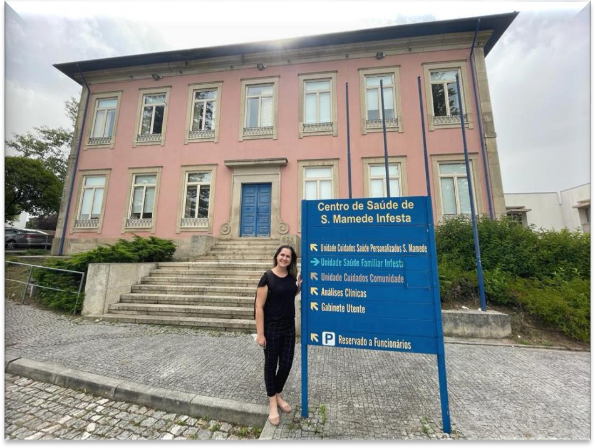 Centro de Saúde de
S. Mamede Infesta
Unidade Cuidados Saúde Personalizados S. Mamede
Unidade Saúde Familiar Infesta
Unidade Cuidados Comunidade
Análises Clínicas
Gabinete Utente
P Reservado a Funcionários